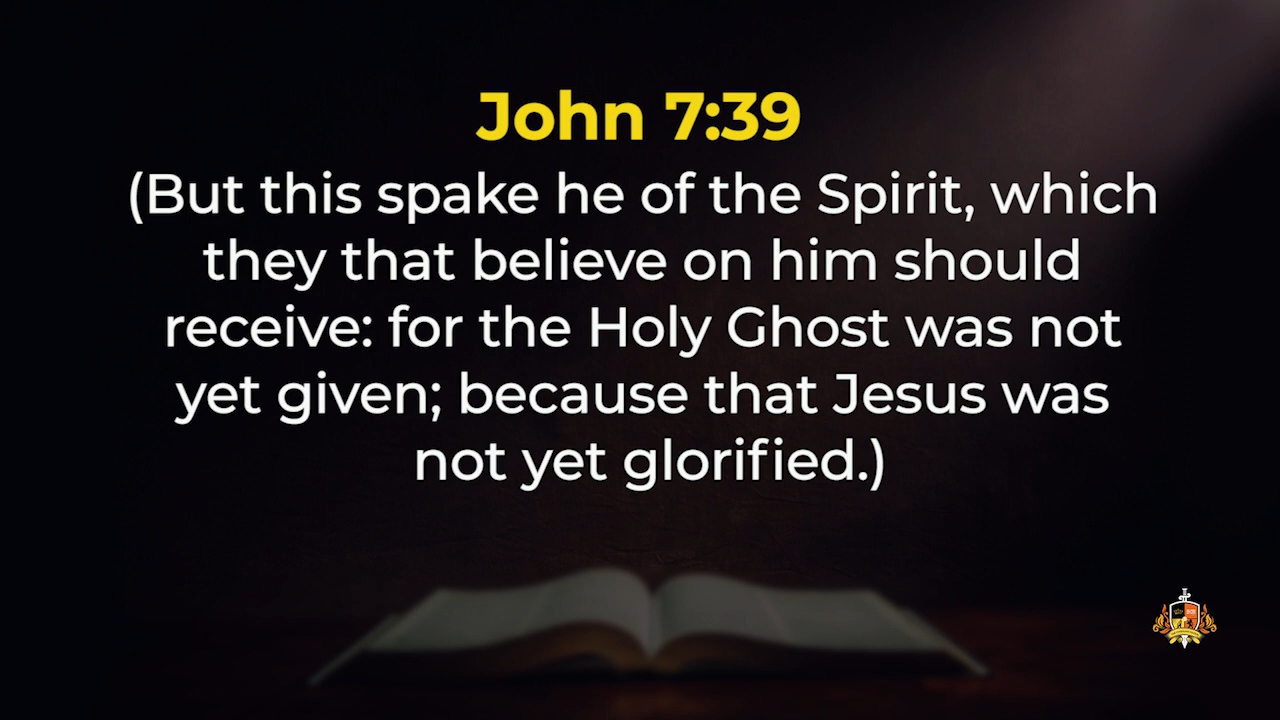 John 7:39
(But this spake he of the Spirit, which
they that believe on him should
receive: for the Holy Ghost was not
yet given; because that Jesus was
not yet glorified.)